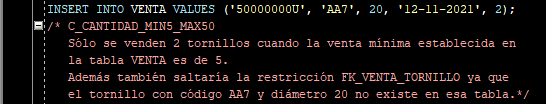 INSERT INTO VENTA VALUES ('50000000U', 'AA7', 20, '12-11-2021', 2);
/* C_CANTIDAD_MIN5_MAX50
Sólo se venden 2 tornillos cuando la venta mínima establecida en
la tabla VENTA es de 5.
Además también saltaría la restricción FK_VENTA_TORNILLO ya que
el tornillo con código AA7 y diámetro 20 no existe en esa tabla.*/